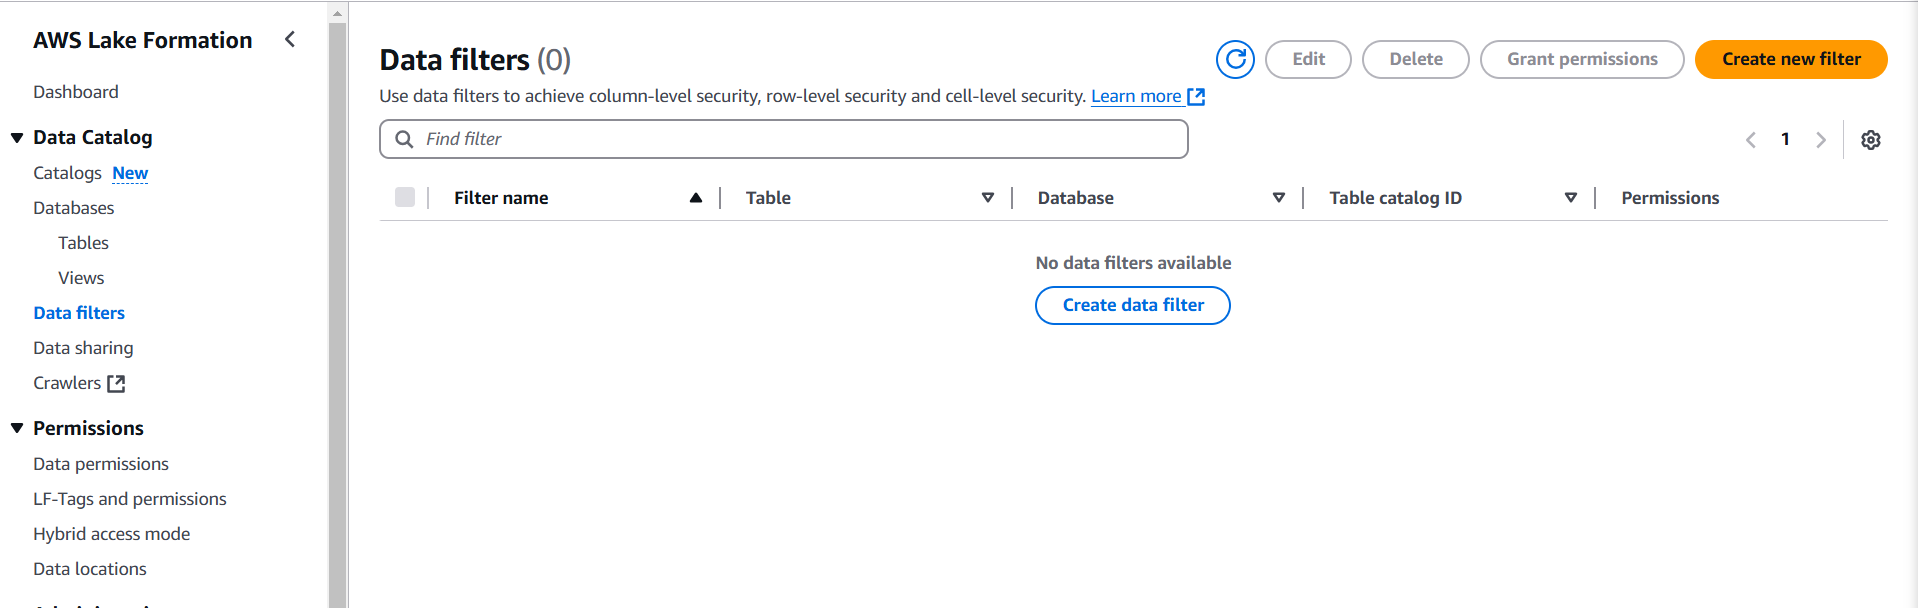 AWS Lake Formation
Dashboard
Data Catalog
Catalogs New
Databases
Tables
Views
Data filters
Data sharing
Crawlers
Permissions
Data permissions
LF-Tags and permissions
Hybrid access mode
Data locations
Data filters (0)
Edit
Delete
Grant permissions
Create new filter
Use data filters to achieve column-level security, row-level security and cell-level security. Learn more
Find filter
1
Filter name Table Database Table catalog ID Permissions
No data filters available
Create data filter